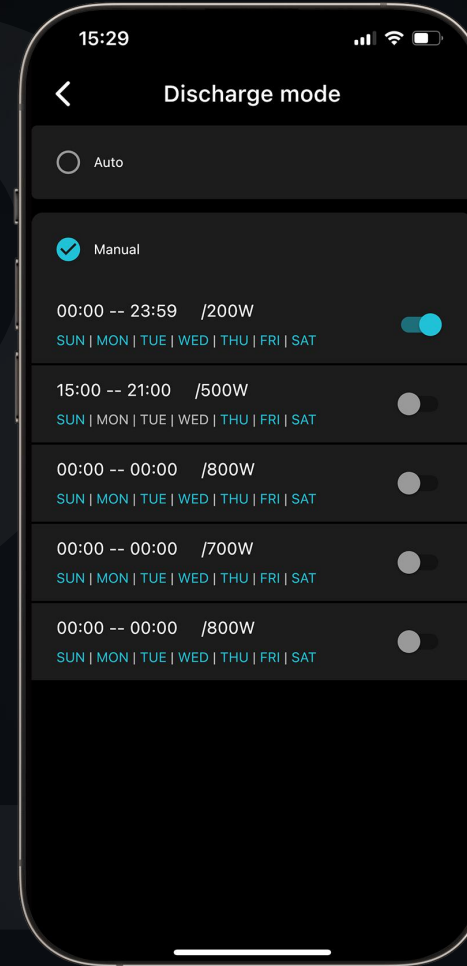 15:29
Discharge mode
Auto
Manual
00:00 -- 23:59 /200W
SUN | MON | TUE | WED | THU | FRI | SAT
15:00 -- 21:00 /500W
SUN | MON | TUE | WED | THU | FRI | SAT
00:00 -- 00:00 /800W
SUN | MON | TUE | WED | THU | FRI | SAT
00:00 -- 00:00 /700W
SUN | MON | TUE | WED | THU | FRI | SAT
00:00 -- 00:00 /800W
SUN | MON | TUE | WED | THU | FRI | SAT